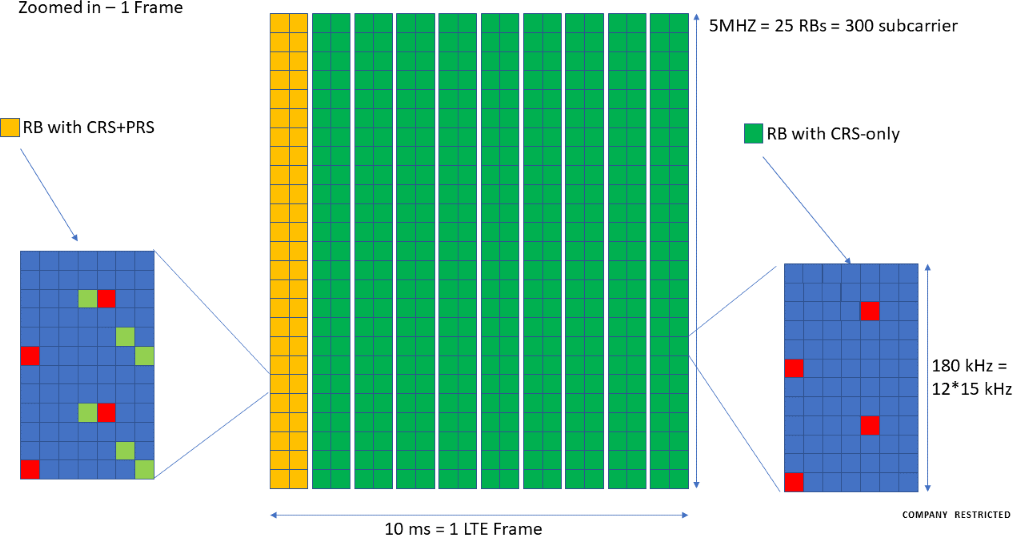 Zoomed in – 1 Frame
5MHZ = 25 RBs = 300 subcarrier
RB with CRS+PRS
RB with CRS-only
180 kHz =
12*15 kHz
COMPANY RESTRICTED
10 ms = 1 LTE Frame